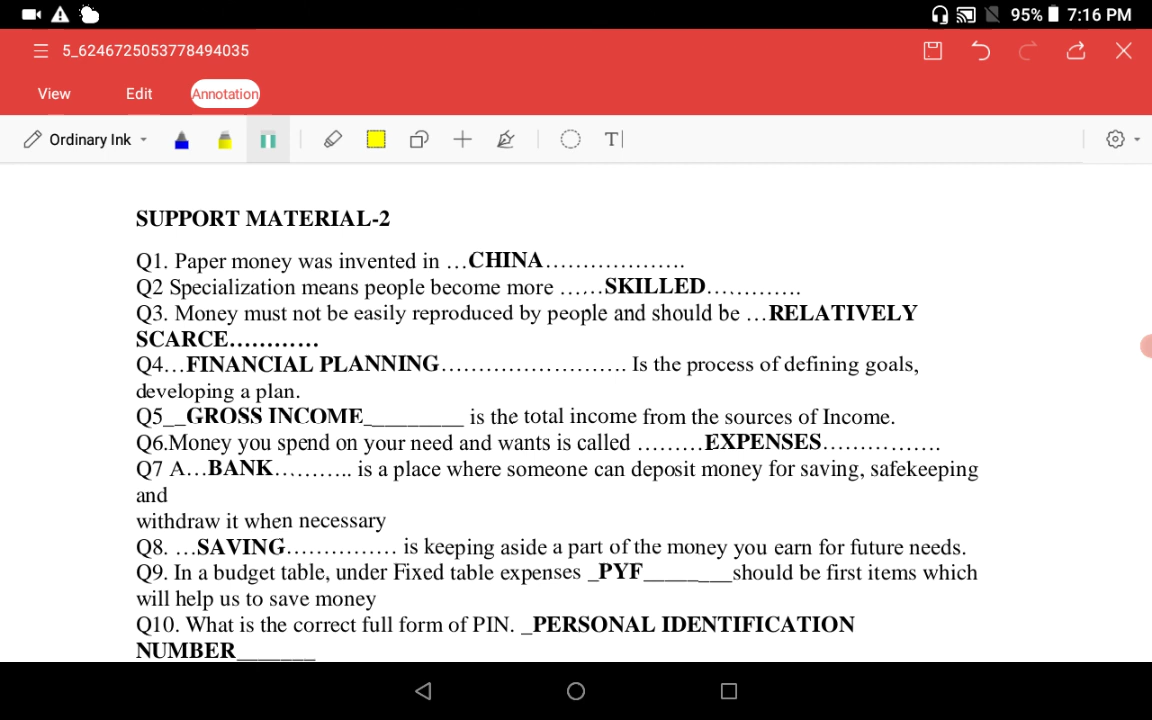 95% 7:16 PM
5_6246725053778494035
View Edit Annotation
Ordinary Ink T|
SUPPORT MATERIAL-2
Q1. Paper money was invented in …CHINA……………….
Q2 Specialization means people become more ……SKILLED………….
Q3. Money must not be easily reproduced by people and should be …RELATIVELY
SCARCE…………
Q4…FINANCIAL PLANNING……………………. Is the process of defining goals,
developing a plan.
Q5__GROSS INCOME_________ is the total income from the sources of Income.
Q6.Money you spend on your need and wants is called ………EXPENSES…………….
Q7 A…BANK……….. is a place where someone can deposit money for saving, safekeeping
and
withdraw it when necessary
Q8. …SAVING…………… is keeping aside a part of the money you earn for future needs.
Q9. In a budget table, under Fixed table expenses _PYF________should be first items which
will help us to save money
Q10. What is the correct full form of PIN. _PERSONAL IDENTIFICATION
NUMBER_______